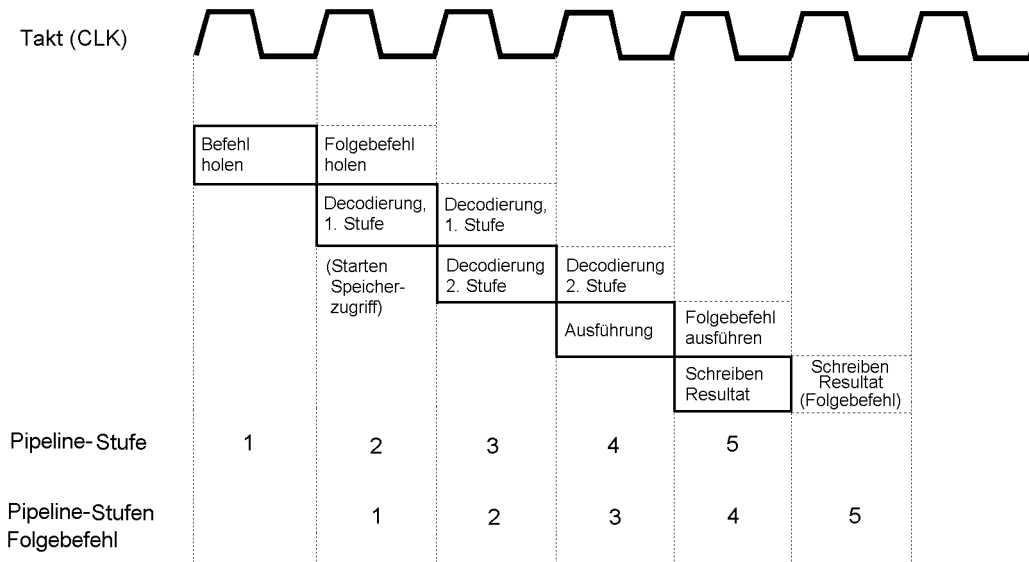 Takt (CLK)
Befehl
holen
Folgebefehl
holen
Decodierung,
1. Stufe
Decodierung,
1. Stufe
(Starten
Speicher-
zugriff)
Decodierung
2. Stufe
Decodierung
2. Stufe
Ausführung
Folgebefehl
ausführen
Schreiben
Resultat
Schreiben
Resultat
(Folgebefehl)
Pipeline-Stufe 1 2 3 4 5
Pipeline-Stufen
Folgebefehl
1 2 3 4 5